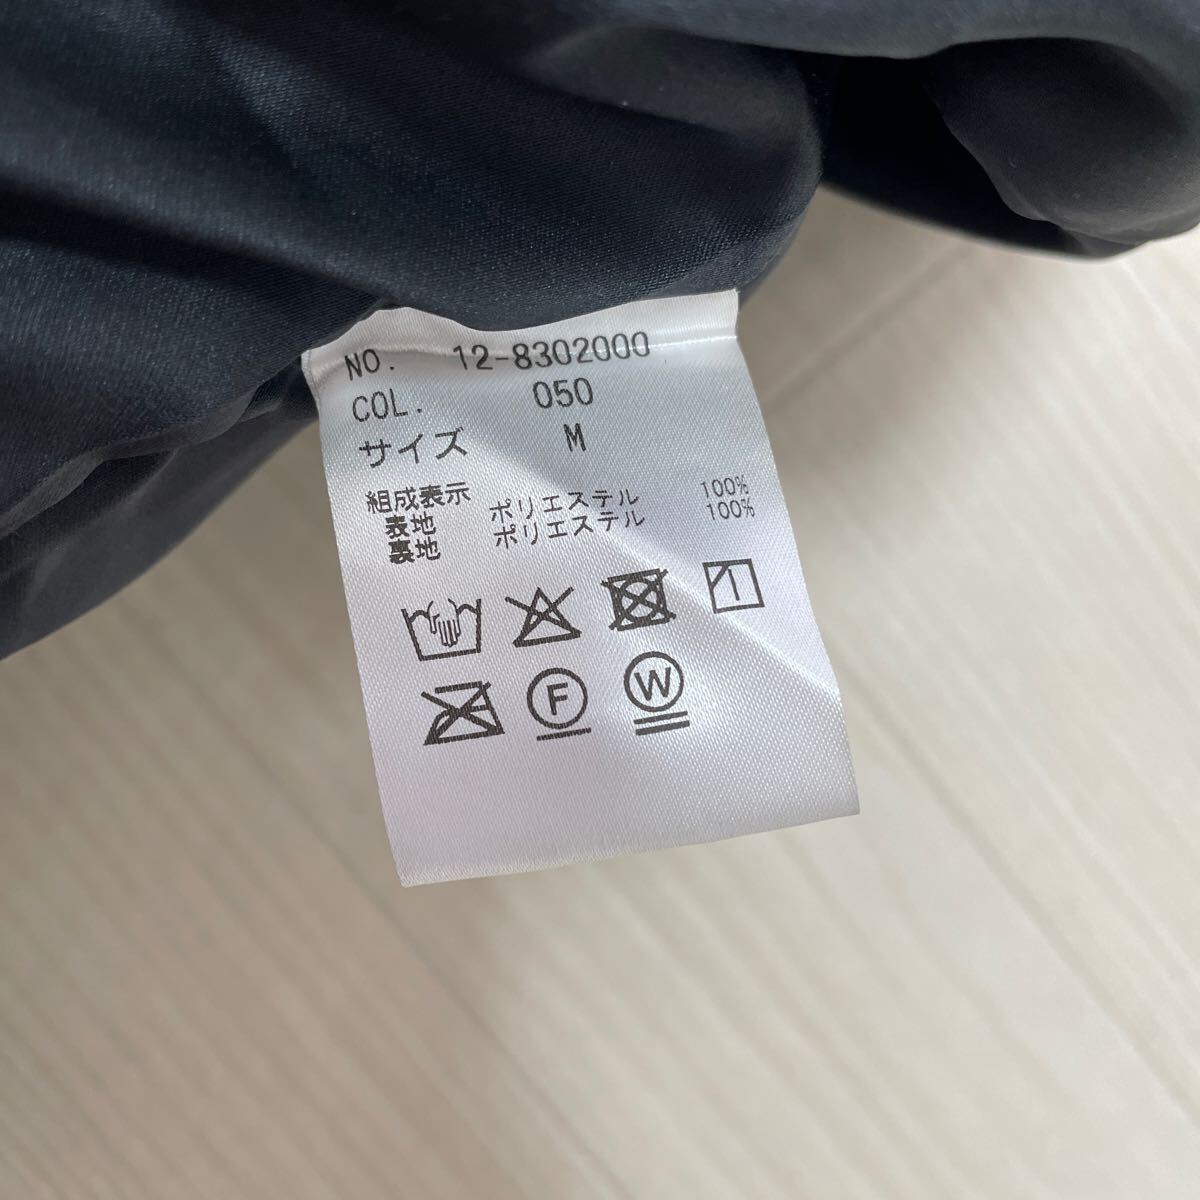 NO. 12-8302000
COL. 050
サイズ M
組成表示
表地 ポリエステル 100%
裏地 ポリエステル 100%
F W